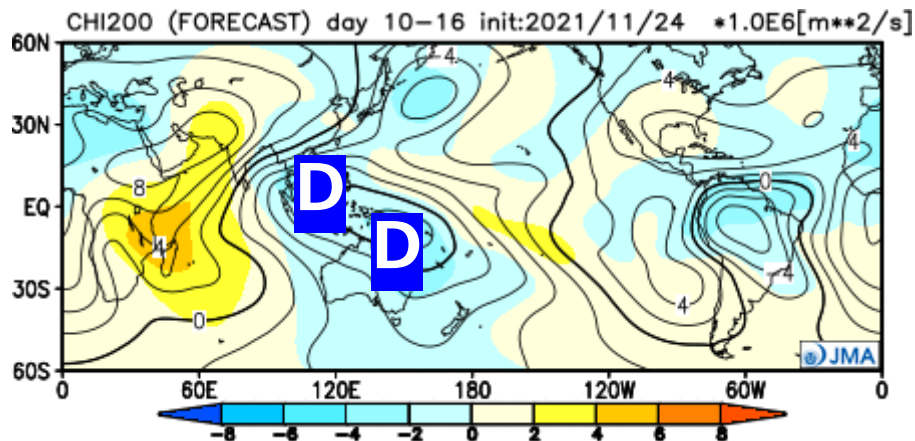 CHI200 (FORECAST) day 10-16 init:2021/11/24 *1.0E6[m**2/s]
60N
-4
4
30N
4
8
D
0
EQ
D
4
-4
30S
4
0
60S
JMA
0 60E 120E 180 120W 60W 0
-8 -6 -4 -2 0 2 4 6 8